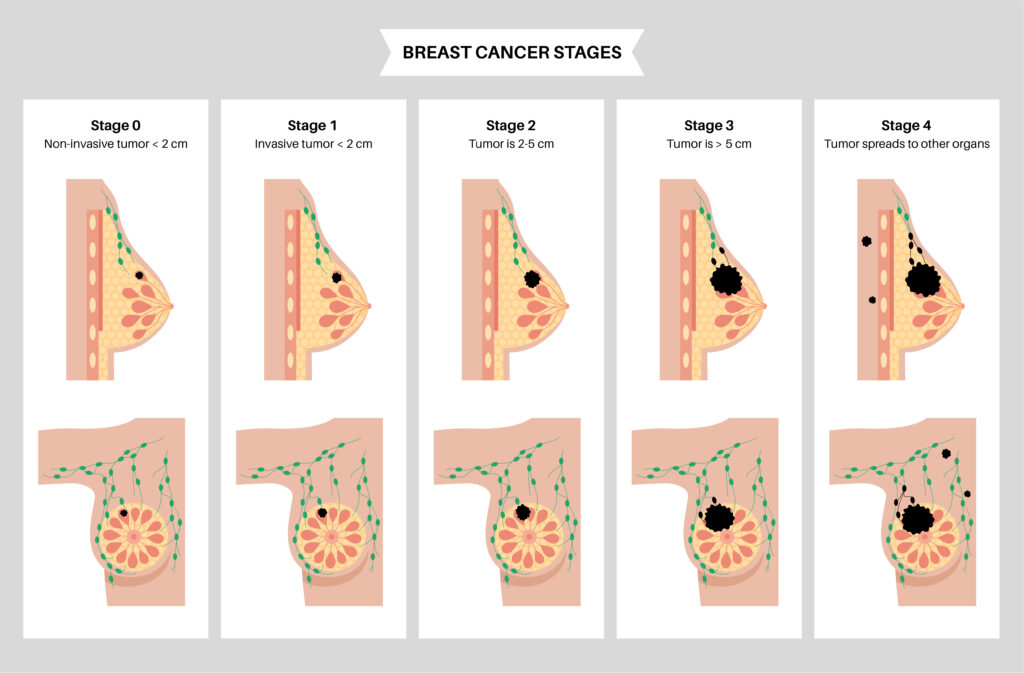 BREAST CANCER STAGES
Stage 0
Non-invasive tumor < 2 cm
Stage 1
Invasive tumor < 2 cm
Stage 2
Tumor is 2-5 cm
Stage 3
Tumor is > 5 cm
Stage 4
Tumor spreads to other organs